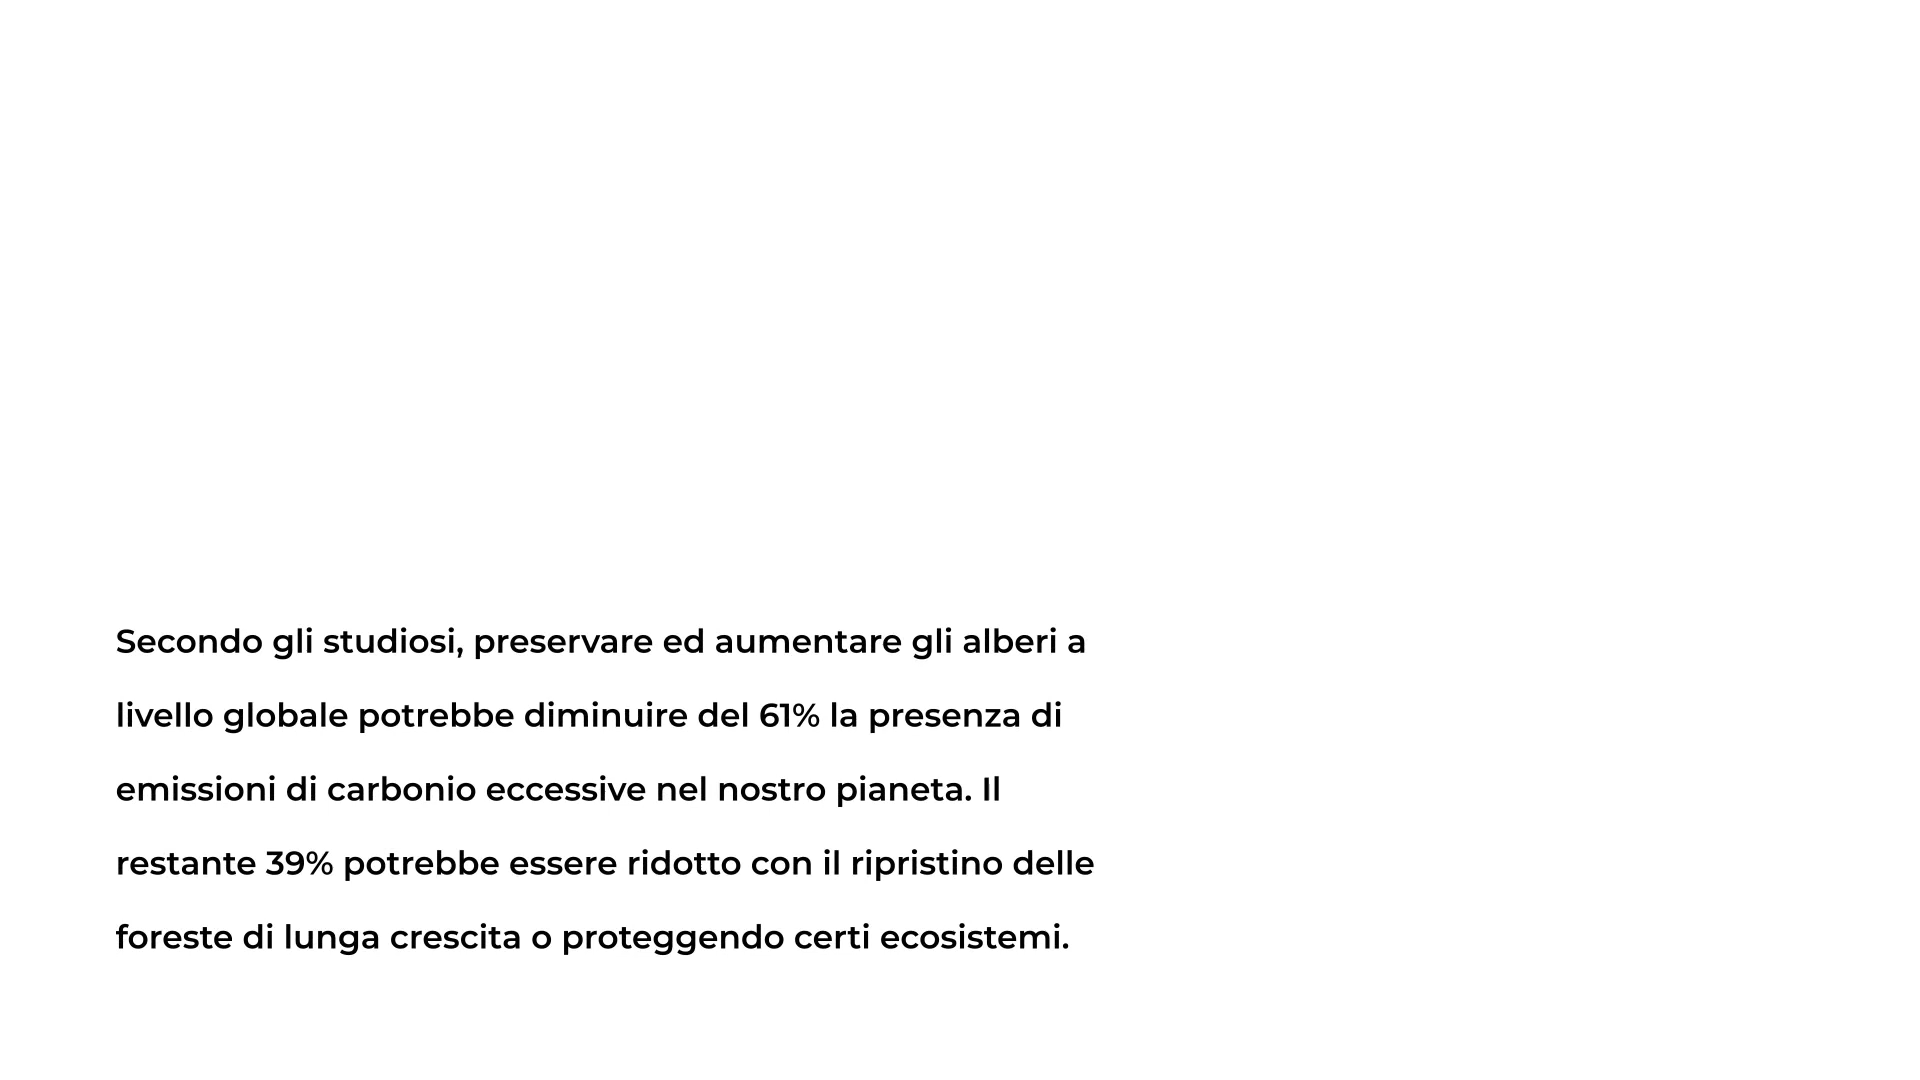 Secondo gli studiosi, preservare ed aumentare gli alberi a
livello globale potrebbe diminuire del 61% la presenza di
emissioni di carbonio eccessive nel nostro pianeta. Il
restante 39% potrebbe essere ridotto con il ripristino delle
foreste di lunga crescita o proteggendo certi ecosistemi.